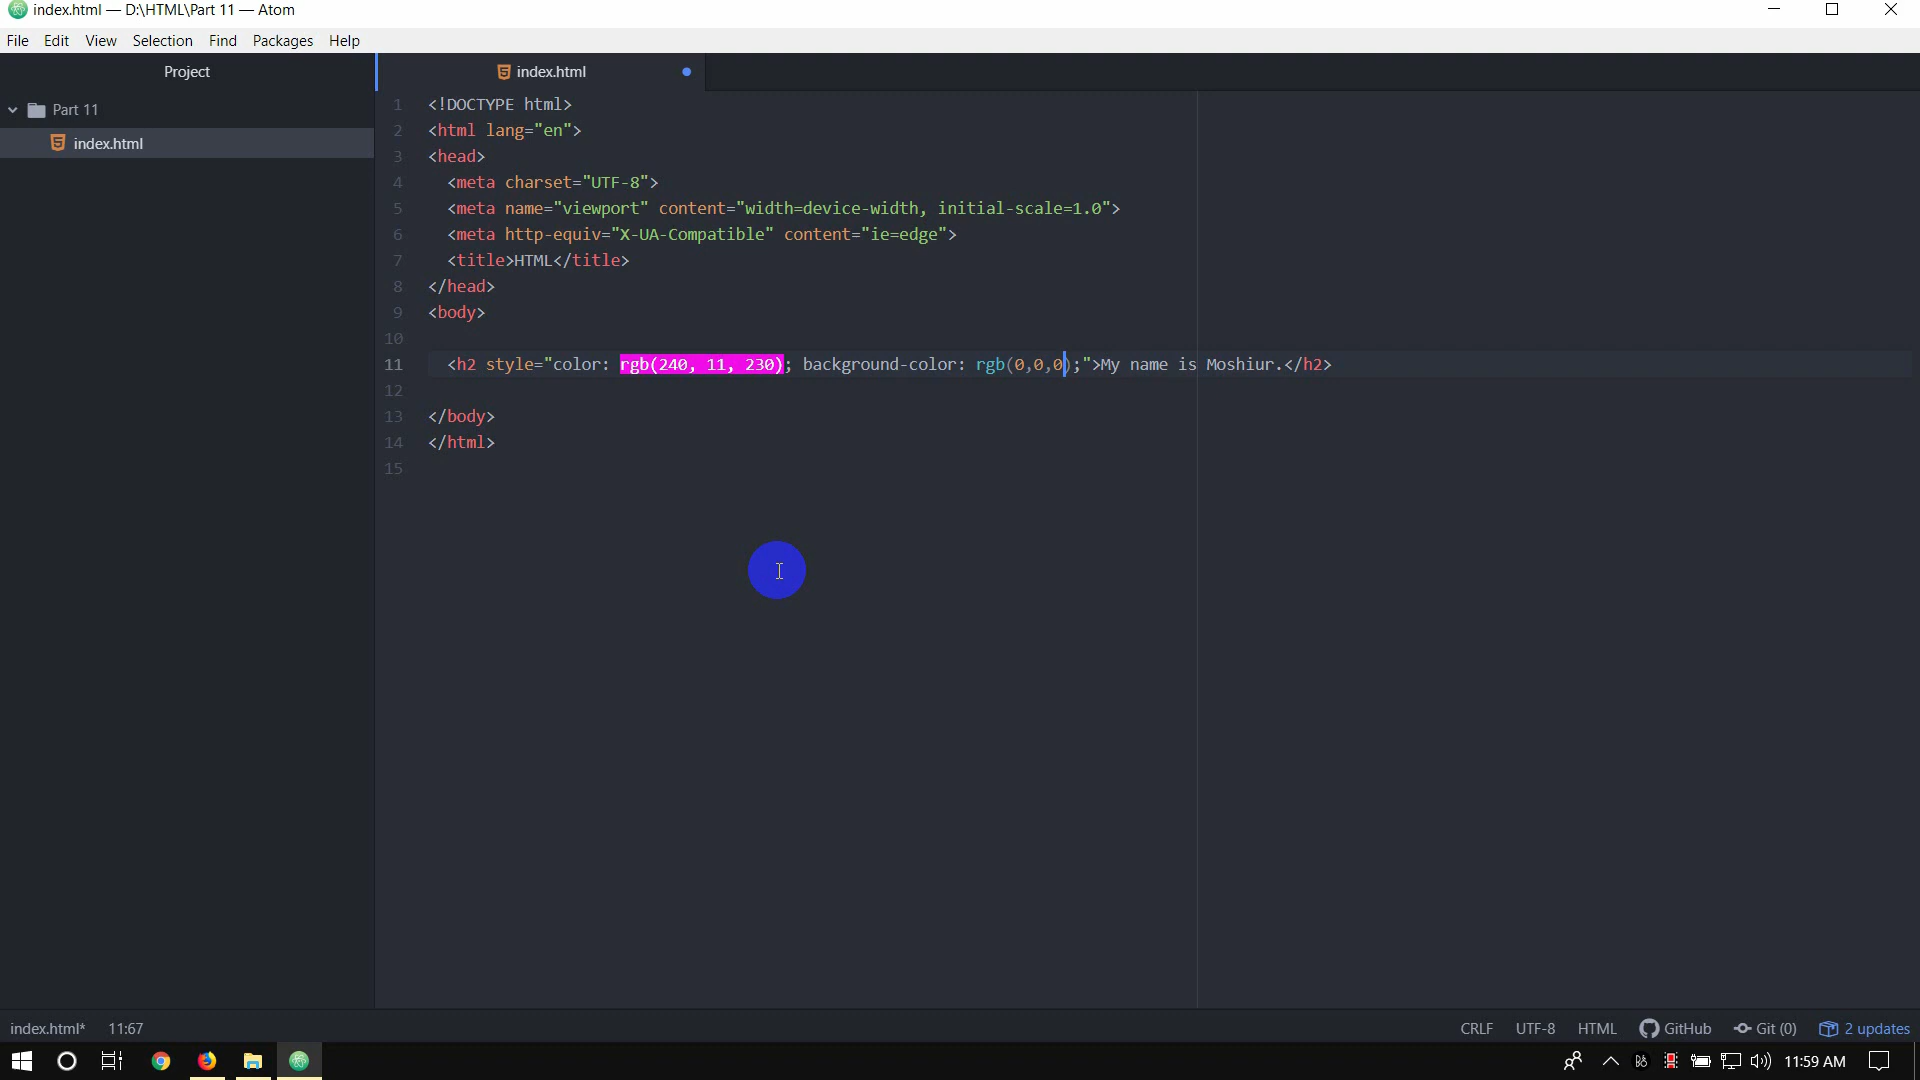 index.html — D:\HTML\Part 11 — Atom
File Edit View Selection Find Packages Help
Project
index.html
Part 11
index.html
1 <!DOCTYPE html>
2 <html lang="en">
3 <head>
4 <meta charset="UTF-8">
5 <meta name="viewport" content="width=device-width, initial-scale=1.0">
6 <meta http-equiv="X-UA-Compatible" content="ie=edge">
7 <title>HTML</title>
8 </head>
9 <body>
10
11 <h2 style="color: rgb(240, 11, 230); background-color: rgb(0,0,0);">My name is Moshiur.</h2>
12
13 </body>
14 </html>
15
index.html* 11:67 CRLF UTF-8 HTML GitHub Git (0) 2 updates
11:59 AM